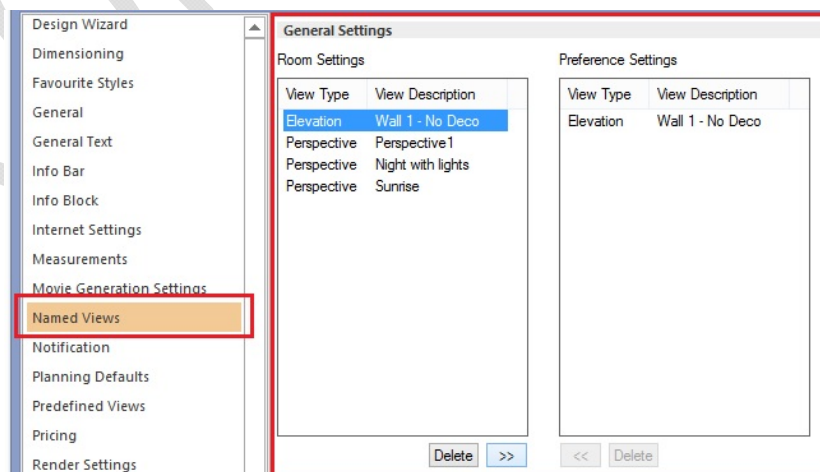 Design Wizard
Dimensioning
Favourite Styles
General
General Text
Info Bar
Info Block
Internet Settings
Measurements
Movie Generation Settings
Named Views
Notification
Planning Defaults
Predefined Views
Pricing
Render Settings
General Settings
Room Settings
View Type View Description
Elevation Wall 1 - No Deco
Perspective Perspective1
Perspective Night with lights
Perspective Sunrise
Delete >>
Preference Settings
View Type View Description
Elevation Wall 1 - No Deco
<< Delete